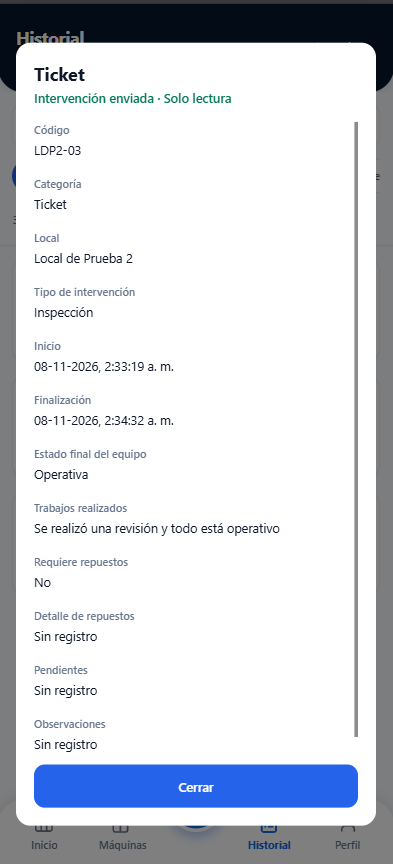 Historial
Ticket
Intervención enviada · Solo lectura
Código
LDP2-03
Categoría
Ticket
Local
Local de Prueba 2
Tipo de intervención
Inspección
Inicio
08-11-2026, 2:33:19 a. m.
Finalización
08-11-2026, 2:34:32 a. m.
Estado final del equipo
Operativa
Trabajos realizados
Se realizó una revisión y todo está operativo
Requiere repuestos
No
Detalle de repuestos
Sin registro
Pendientes
Sin registro
Observaciones
Sin registro
Cerrar
Inicio
Máquinas
Historial
Perfil